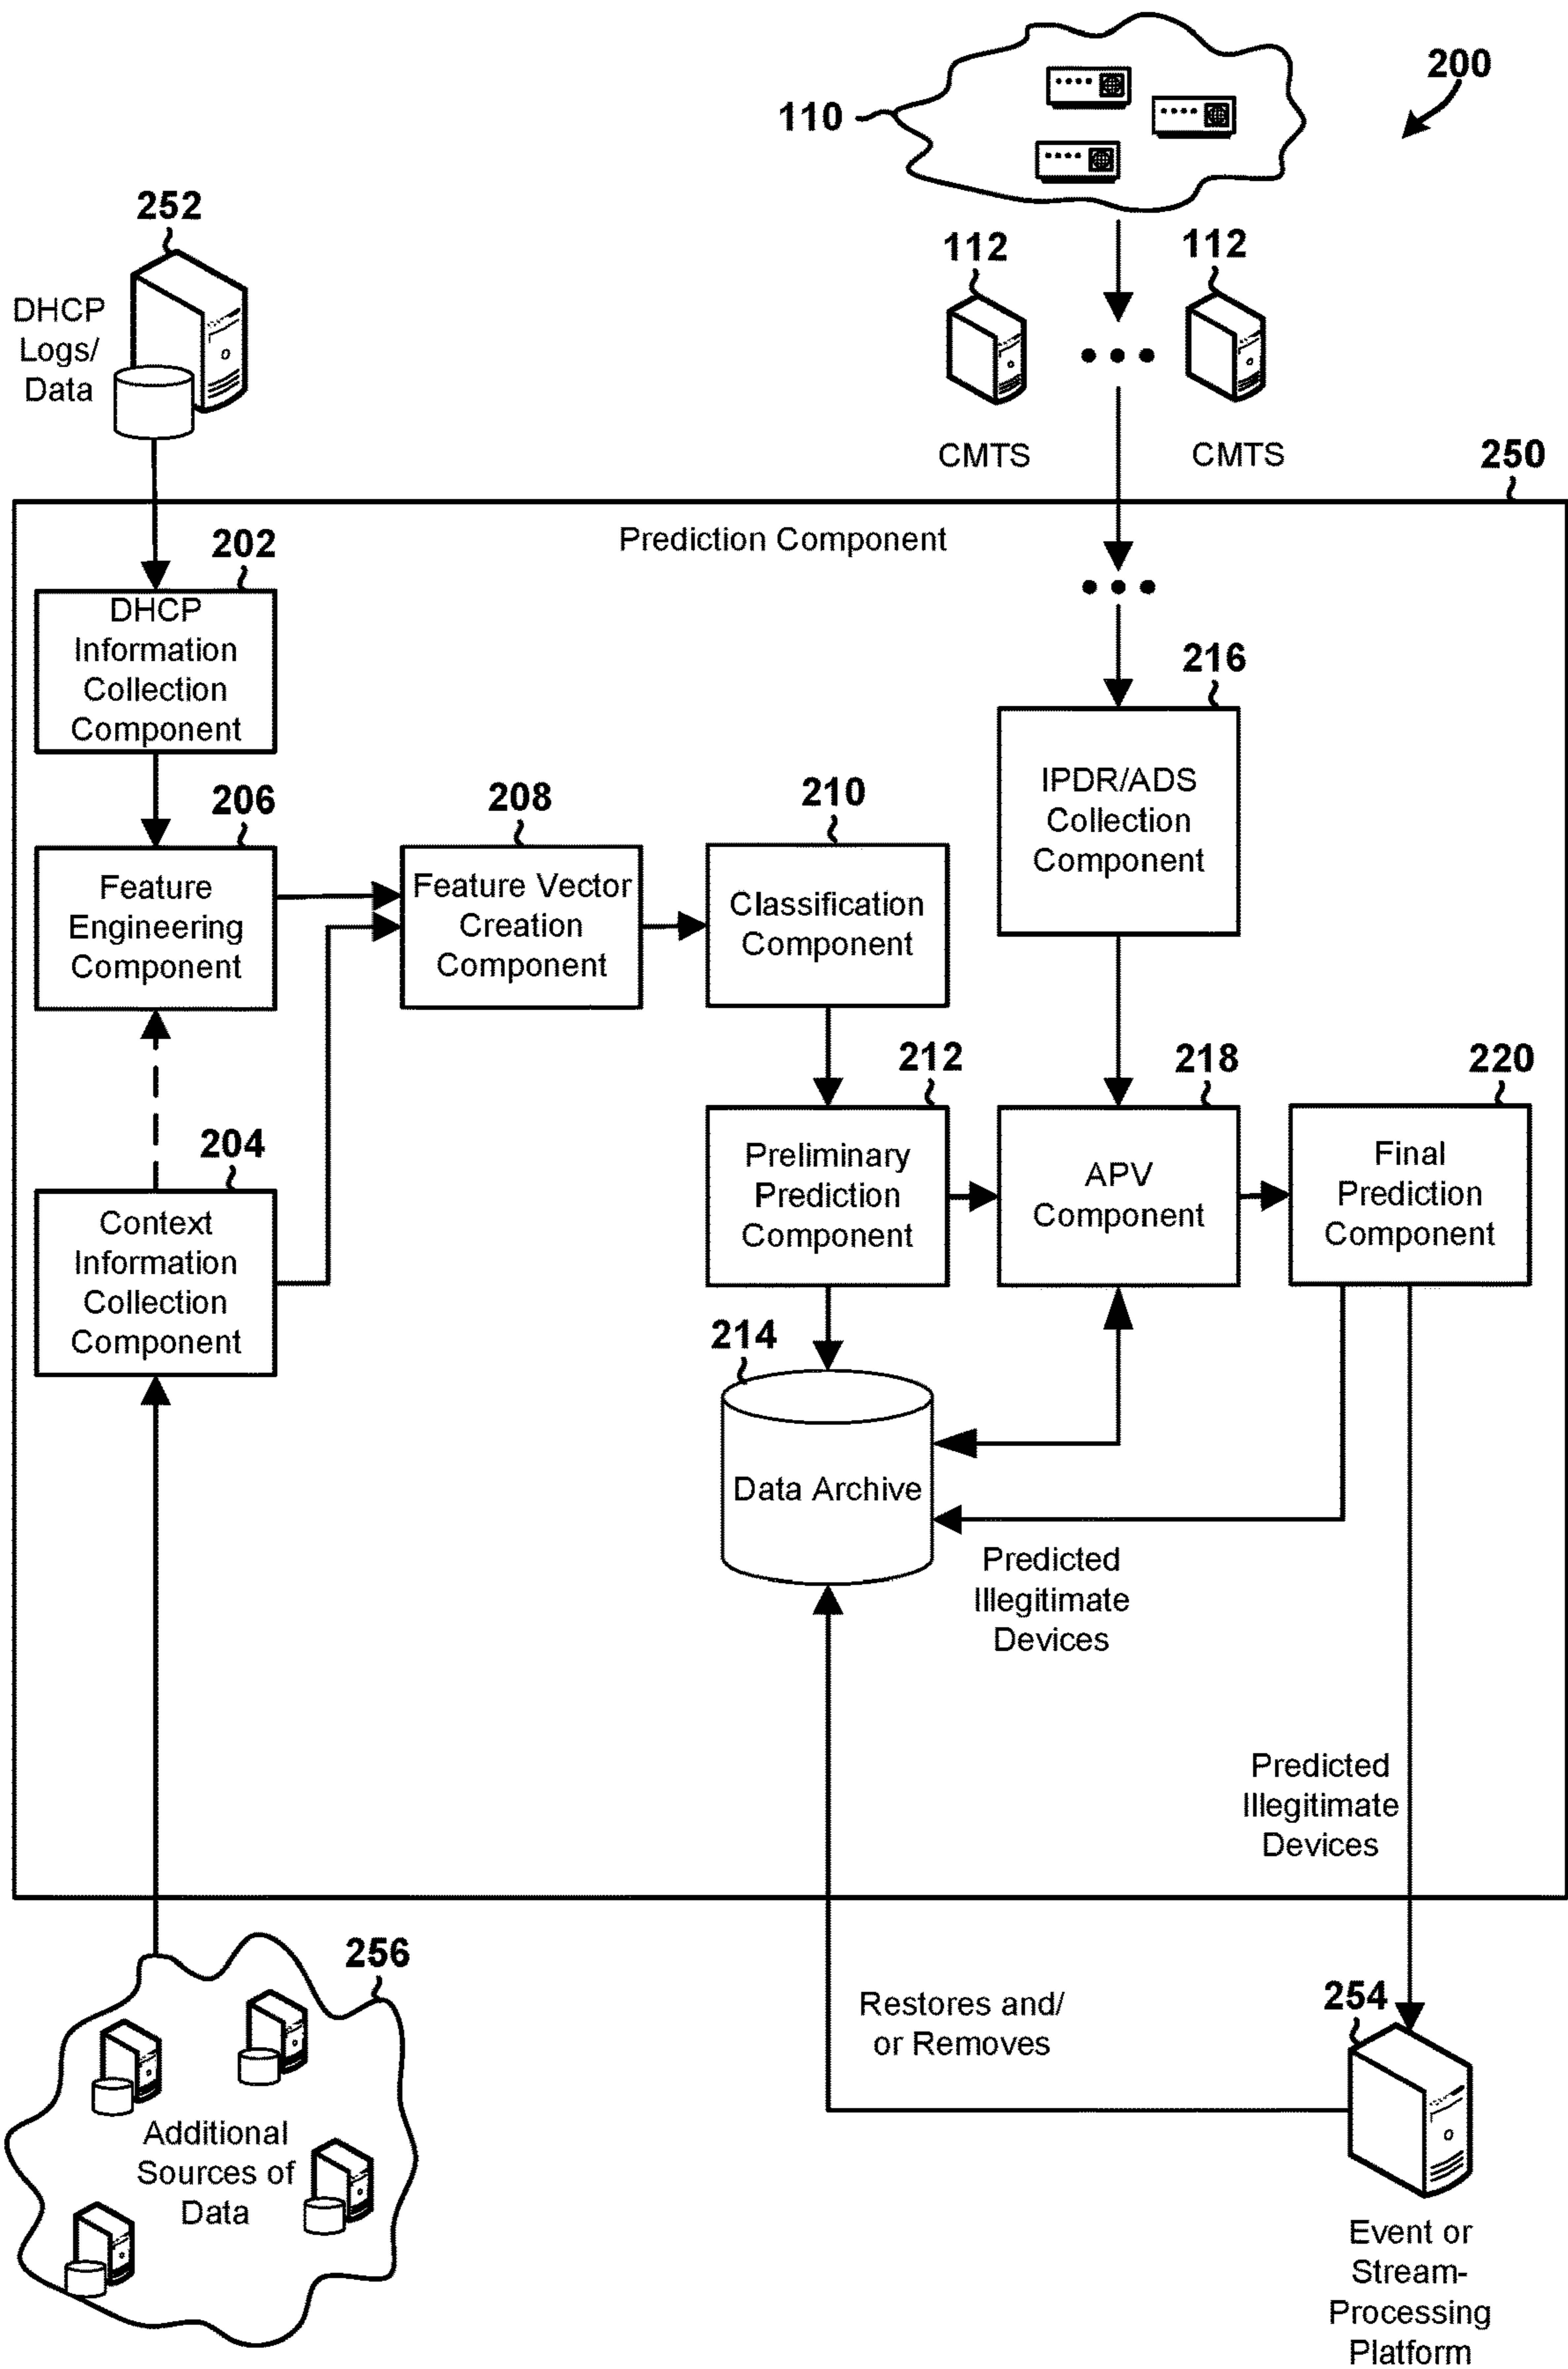 200
110
252
112
112
DHCP
Logs/
Data
CMTS
CMTS
250
Prediction Component
202
DHCP
Information
Collection
Component
216
IPDR/ADS
Collection
Component
206
Feature
Engineering
Component
208
Feature Vector
Creation
Component
210
Classification
Component
212
Preliminary
Prediction
Component
218
APV
Component
220
Final
Prediction
Component
204
Context
Information
Collection
Component
214
Data Archive
Predicted
Illegitimate
Devices
Predicted
Illegitimate
Devices
256
Additional
Sources of
Data
Restores and/
or Removes
254
Event or
Stream-
Processing
Platform